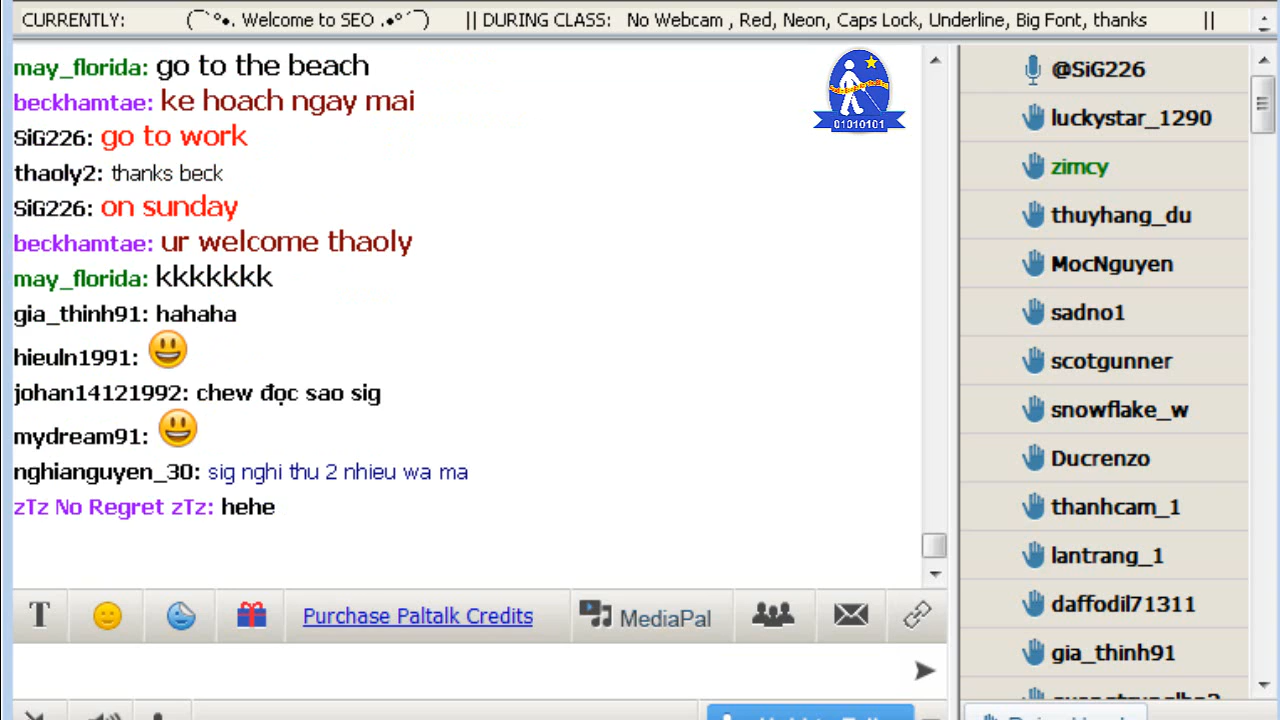 CURRENTLY: (¯`º•. Welcome to SEO .•º´¯) || DURING CLASS: No Webcam , Red, Neon, Caps Lock, Underline, Big Font, thanks ||
may_florida: go to the beach
beckhamtae: ke hoach ngay mai
SiG226: go to work
thaoly2: thanks beck
SiG226: on sunday
beckhamtae: ur welcome thaoly
may_florida: kkkkkkk
gia_thinh91: hahaha
hieuln1991:
johan14121992: chew đọc sao sig
mydream91:
nghianguyen_30: sig nghi thu 2 nhieu wa ma
zTz No Regret zTz: hehe
01010101
@SiG226
luckystar_1290
zimcy
thuyhang_du
MocNguyen
sadno1
scotgunner
snowflake_w
Ducrenzo
thanhcam_1
lantrang_1
daffodil71311
gia_thinh91
T
Purchase Paltalk Credits
MediaPal